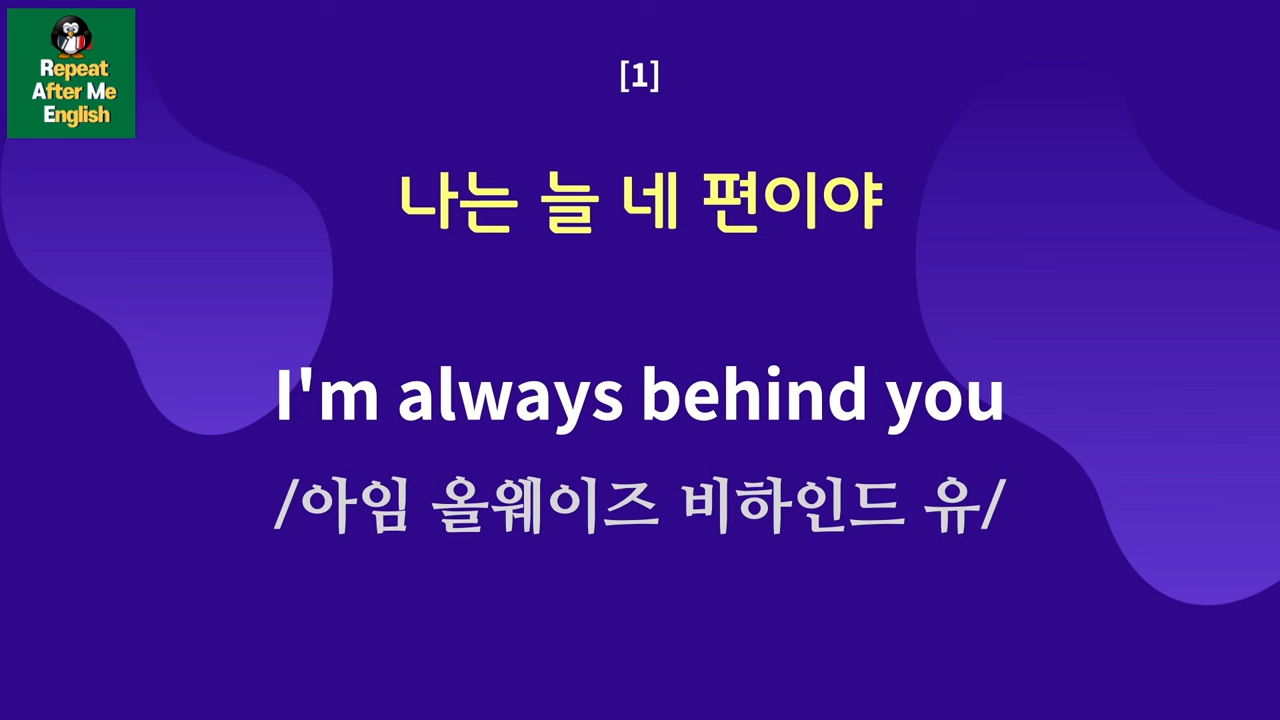 Repeat
After Me
English
[1]
나는 늘 네 편이야
I'm always behind you
/아임 올웨이즈 비하인드 유/